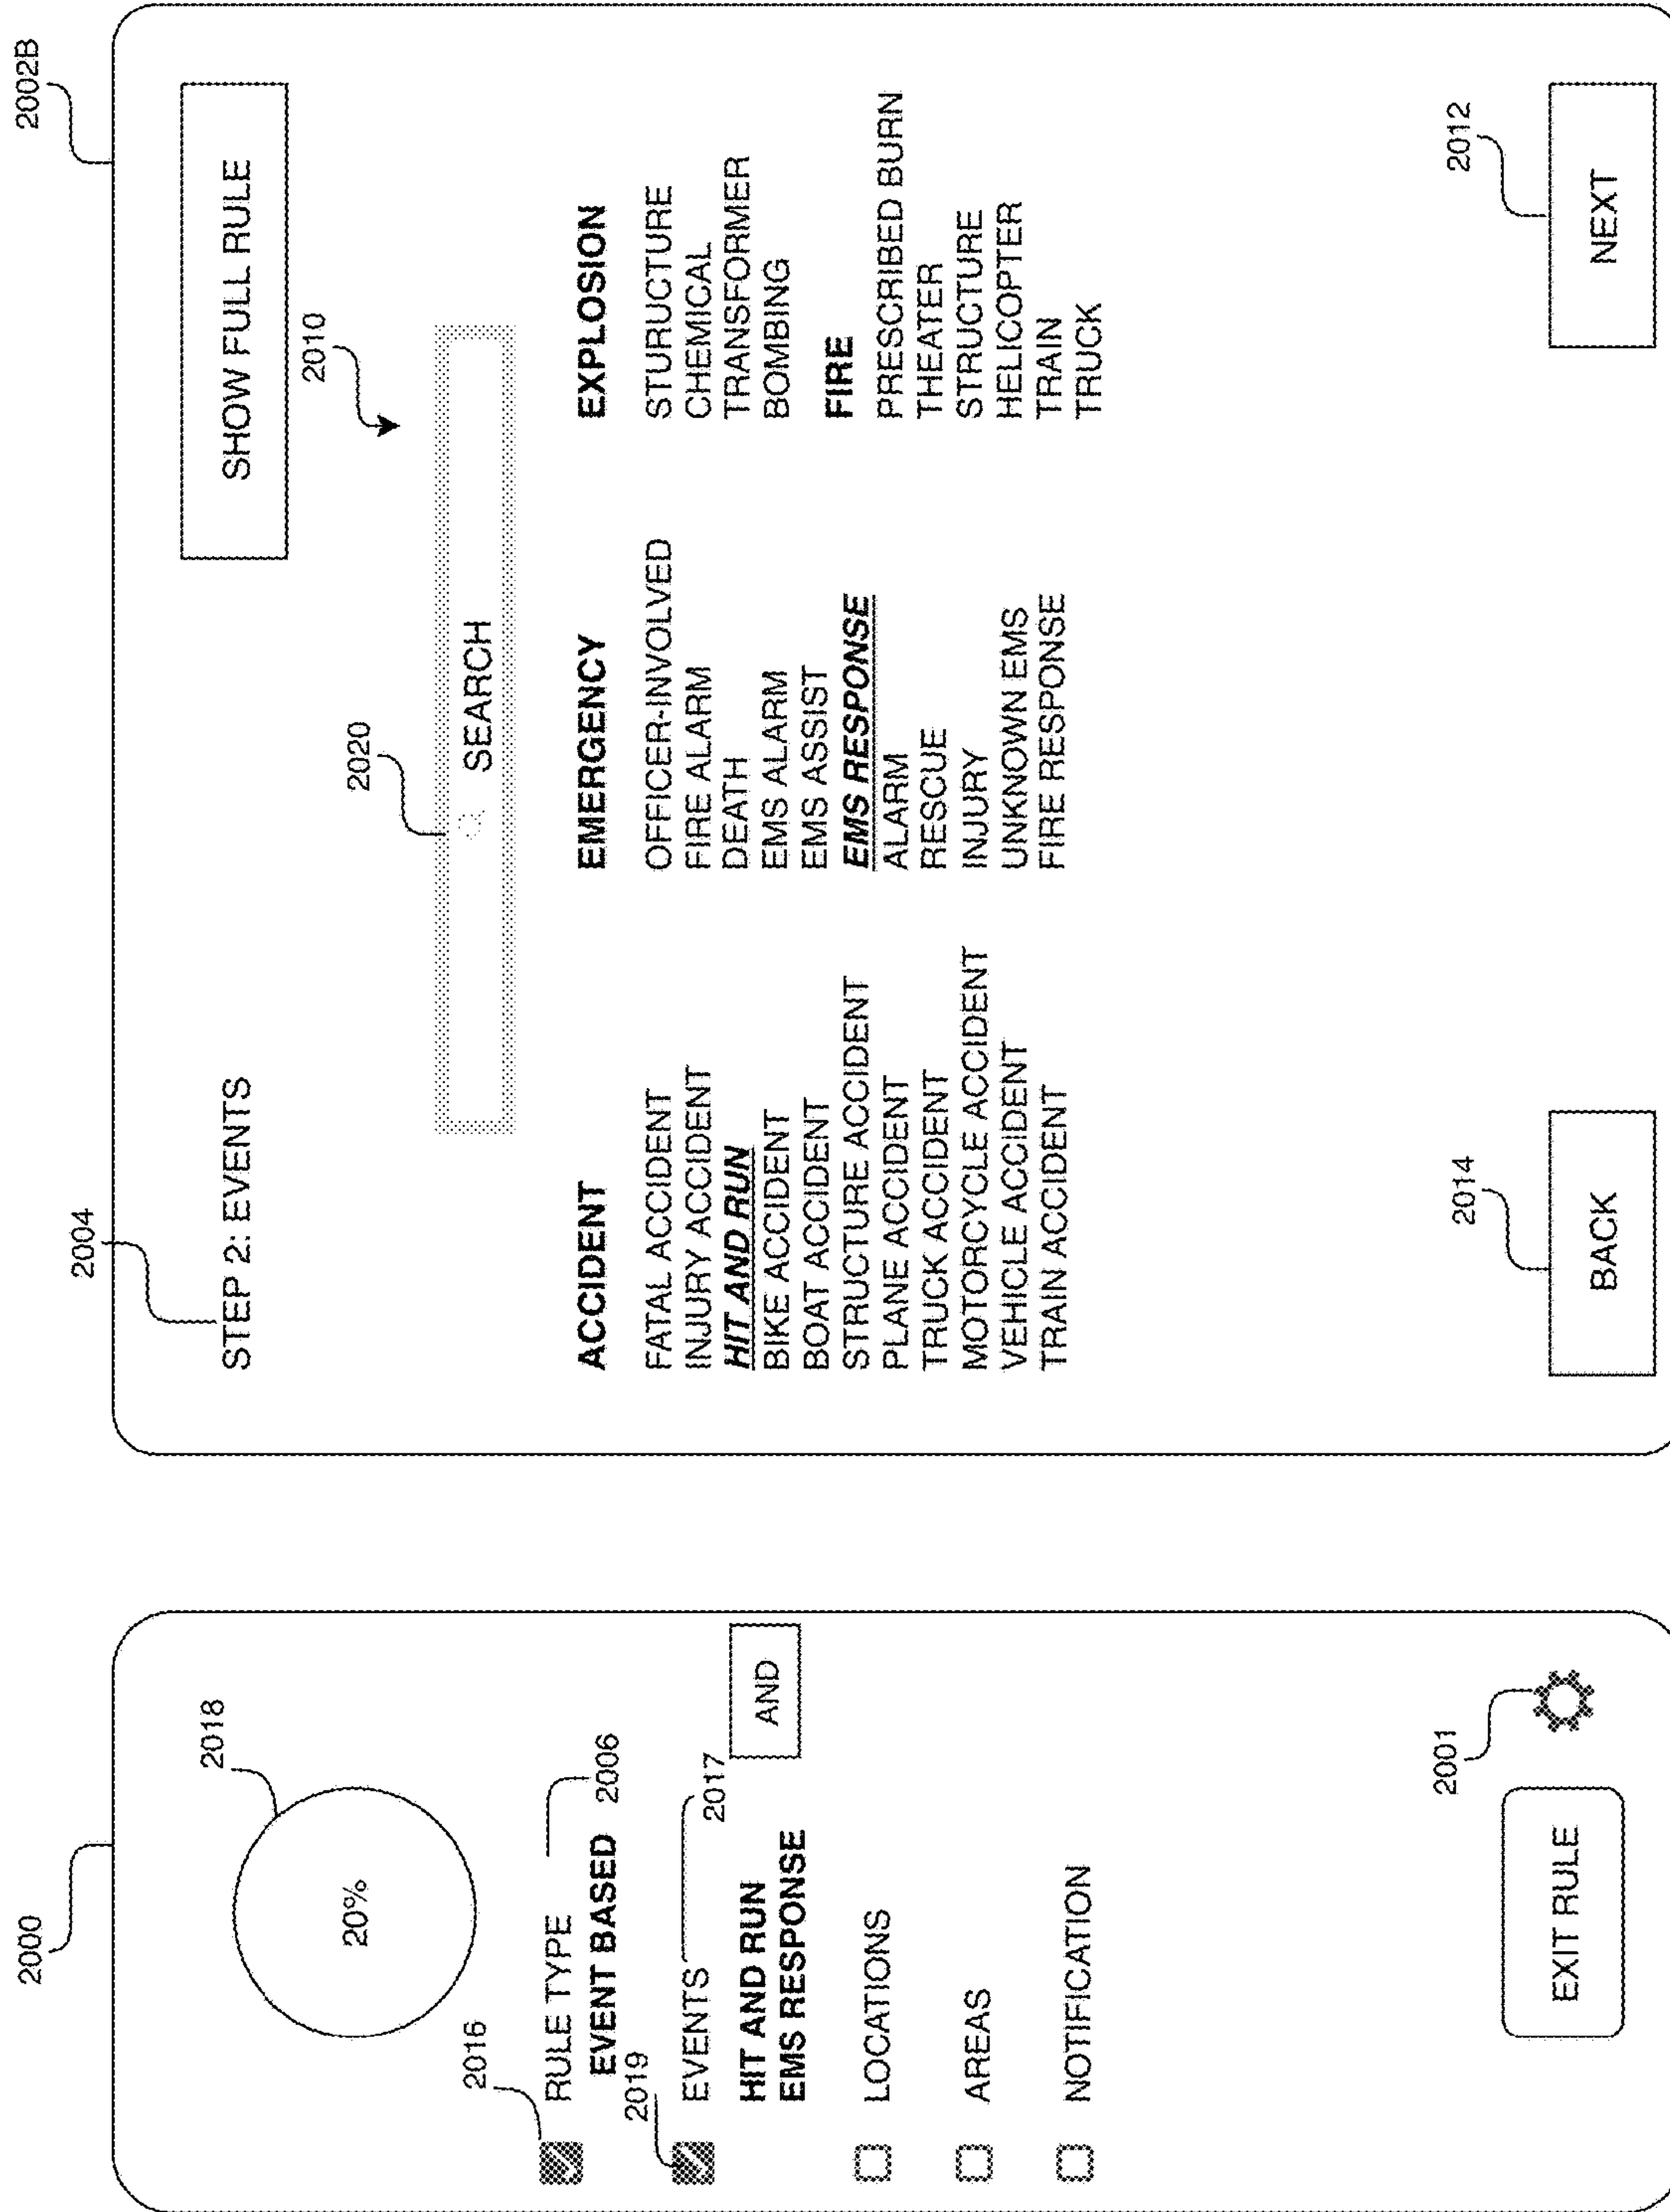 2000
2018
20%
2016
RULE TYPE
2006
EVENT BASED
2019
EVENTS
2017
HIT AND RUN
EMS RESPONSE
AND
LOCATIONS
AREAS
NOTIFICATION
2001
EXIT RULE
2002B
2004
STEP 2: EVENTS
SHOW FULL RULE
2010
2020
SEARCH
ACCIDENT
FATAL ACCIDENT
INJURY ACCIDENT
HIT AND RUN
BIKE ACCIDENT
BOAT ACCIDENT
STRUCTURE ACCIDENT
PLANE ACCIDENT
TRUCK ACCIDENT
MOTORCYCLE ACCIDENT
VEHICLE ACCIDENT
TRAIN ACCIDENT
EMERGENCY
OFFICER-INVOLVED
FIRE ALARM
DEATH
EMS ALARM
EMS ASSIST
EMS RESPONSE
ALARM
RESCUE
INJURY
UNKNOWN EMS
FIRE RESPONSE
EXPLOSION
STURUCTURE
CHEMICAL
TRANSFORMER
BOMBING
FIRE
PRESCRIBED BURN
THEATER
STRUCTURE
HELICOPTER
TRAIN
TRUCK
2014
BACK
2012
NEXT